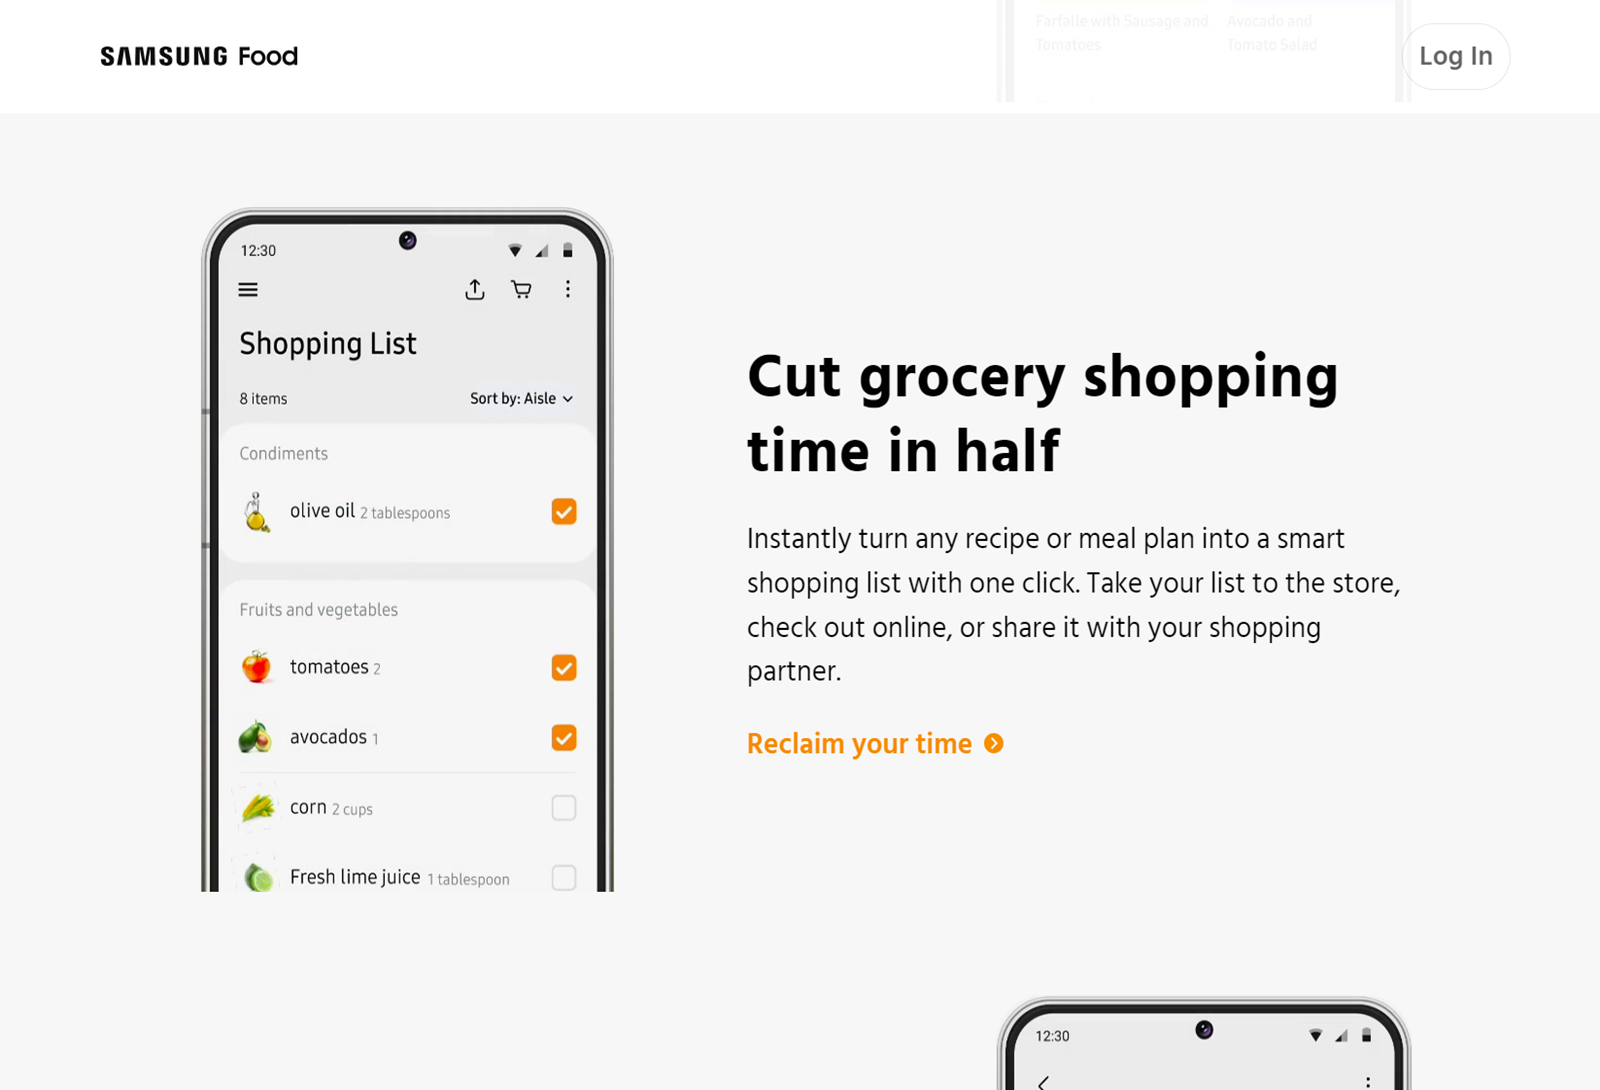 Farfalle with Sausage and
Tomatoes
Avocado and
Tomato Salad
SAMSUNG Food
Log In
12:30
Shopping List
8 items
Sort by: Aisle
Condiments
olive oil 2 tablespoons
Fruits and vegetables
tomatoes 2
avocados 1
corn 2 cups
Fresh lime juice 1 tablespoon
Cut grocery shopping
time in half
Instantly turn any recipe or meal plan into a smart
shopping list with one click. Take your list to the store,
check out online, or share it with your shopping
partner.
Reclaim your time
12:30